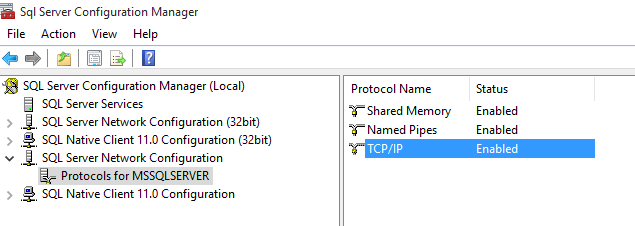 Sql Server Configuration Manager
File Action View Help
SQL Server Configuration Manager (Local)
SQL Server Services
SQL Server Network Configuration (32bit)
SQL Native Client 11.0 Configuration (32bit)
SQL Server Network Configuration
Protocols for MSSQLSERVER
SQL Native Client 11.0 Configuration
Protocol Name Status
Shared Memory Enabled
Named Pipes Enabled
TCP/IP Enabled